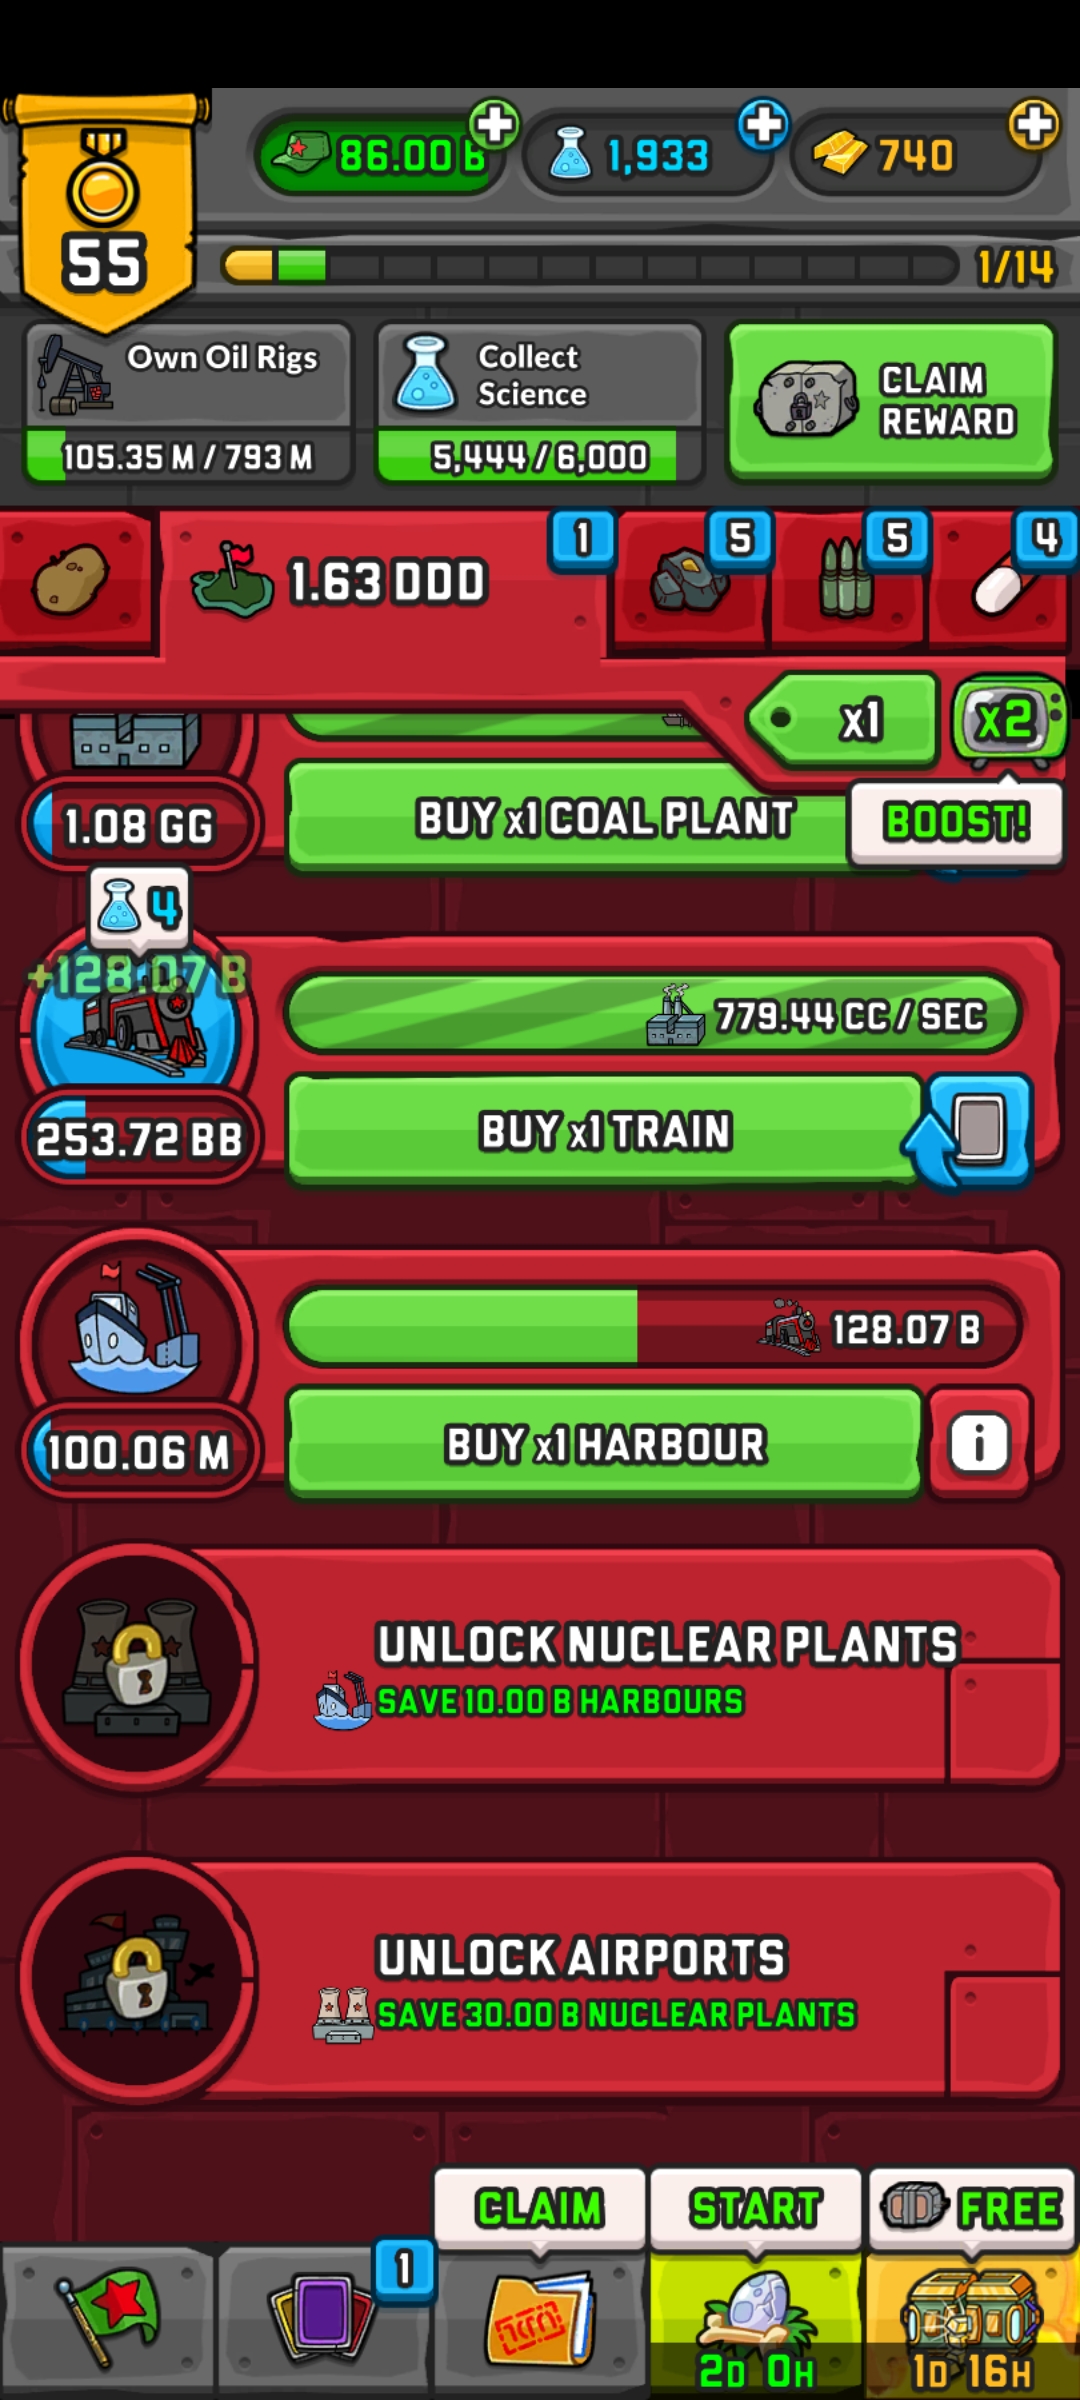 86.00 B
1,933
740
55
1/14
Own Oil Rigs
105.35 M / 793 M
Collect
Science
5,444 / 6,000
CLAIM
REWARD
1.63 DDD
1
5
5
4
x1
x2
BOOST!
1.08 GG
BUY x1 COAL PLANT
4
+128.07 B
779.44 CC / SEC
253.72 BB
BUY x1 TRAIN
128.07 B
100.06 M
BUY x1 HARBOUR
i
UNLOCK NUCLEAR PLANTS
SAVE 10.00 B HARBOURS
UNLOCK AIRPORTS
SAVE 30.00 B NUCLEAR PLANTS
CLAIM
START
FREE
1
2D 0H
1D 16H